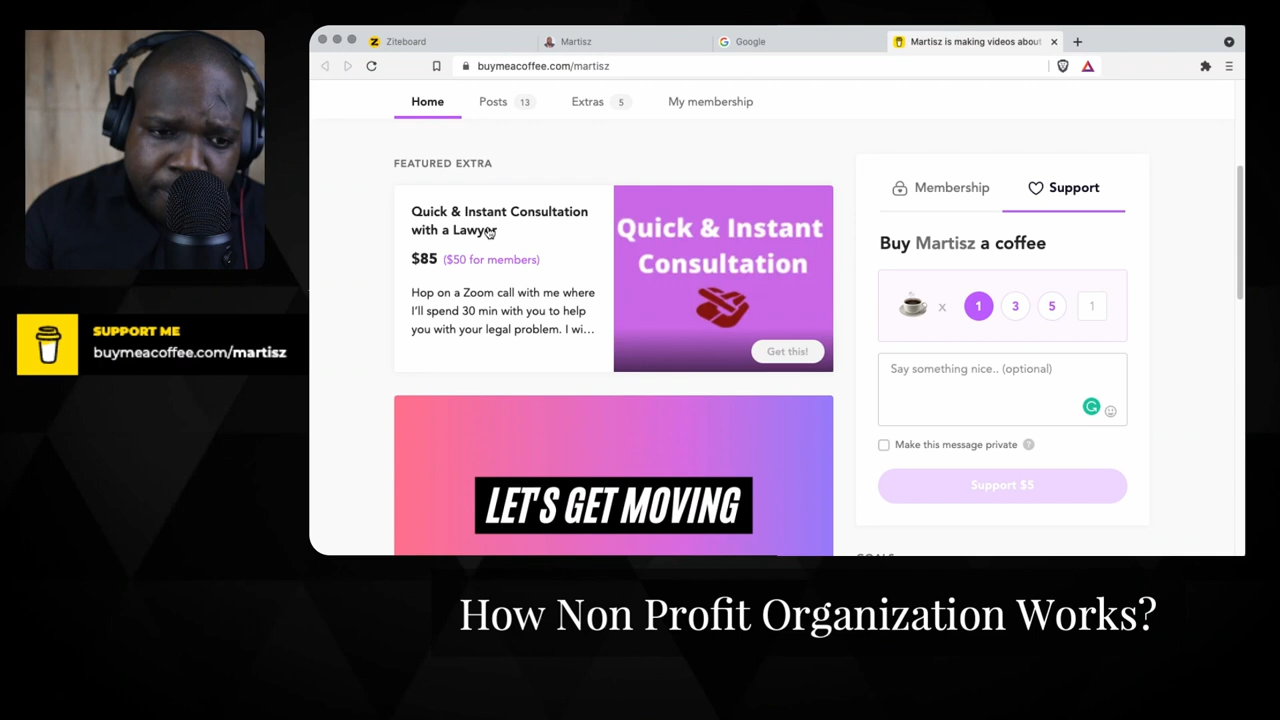 Ziteboard
Martisz
Google
Martisz is making videos about
buymeacoffee.com/martisz
Home
Posts 13
Extras 5
My membership
FEATURED EXTRA
Quick & Instant Consultation
with a Lawyer
$85 ($50 for members)
Hop on a Zoom call with me where
I'll spend 30 min with you to help
you with your legal problem. I wi...
Quick & Instant
Consultation
Get this!
LET'S GET MOVING
Membership
Support
Buy Martisz a coffee
x 1 3 5 1
Say something nice.. (optional)
Make this message private ?
Support $5
GOALS
SUPPORT ME
buymeacoffee.com/martisz
How Non Profit Organization Works?